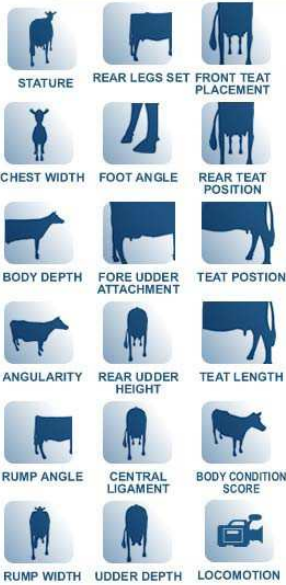 STATURE
REAR LEGS SET
FRONT TEAT
PLACEMENT
CHEST WIDTH
FOOT ANGLE
REAR TEAT
POSITION
BODY DEPTH
FORE UDDER
ATTACHMENT
TEAT POSTION
ANGULARITY
REAR UDDER
HEIGHT
TEAT LENGTH
RUMP ANGLE
CENTRAL
LIGAMENT
BODY CONDITION
SCORE
RUMP WIDTH
UDDER DEPTH
LOCOMOTION